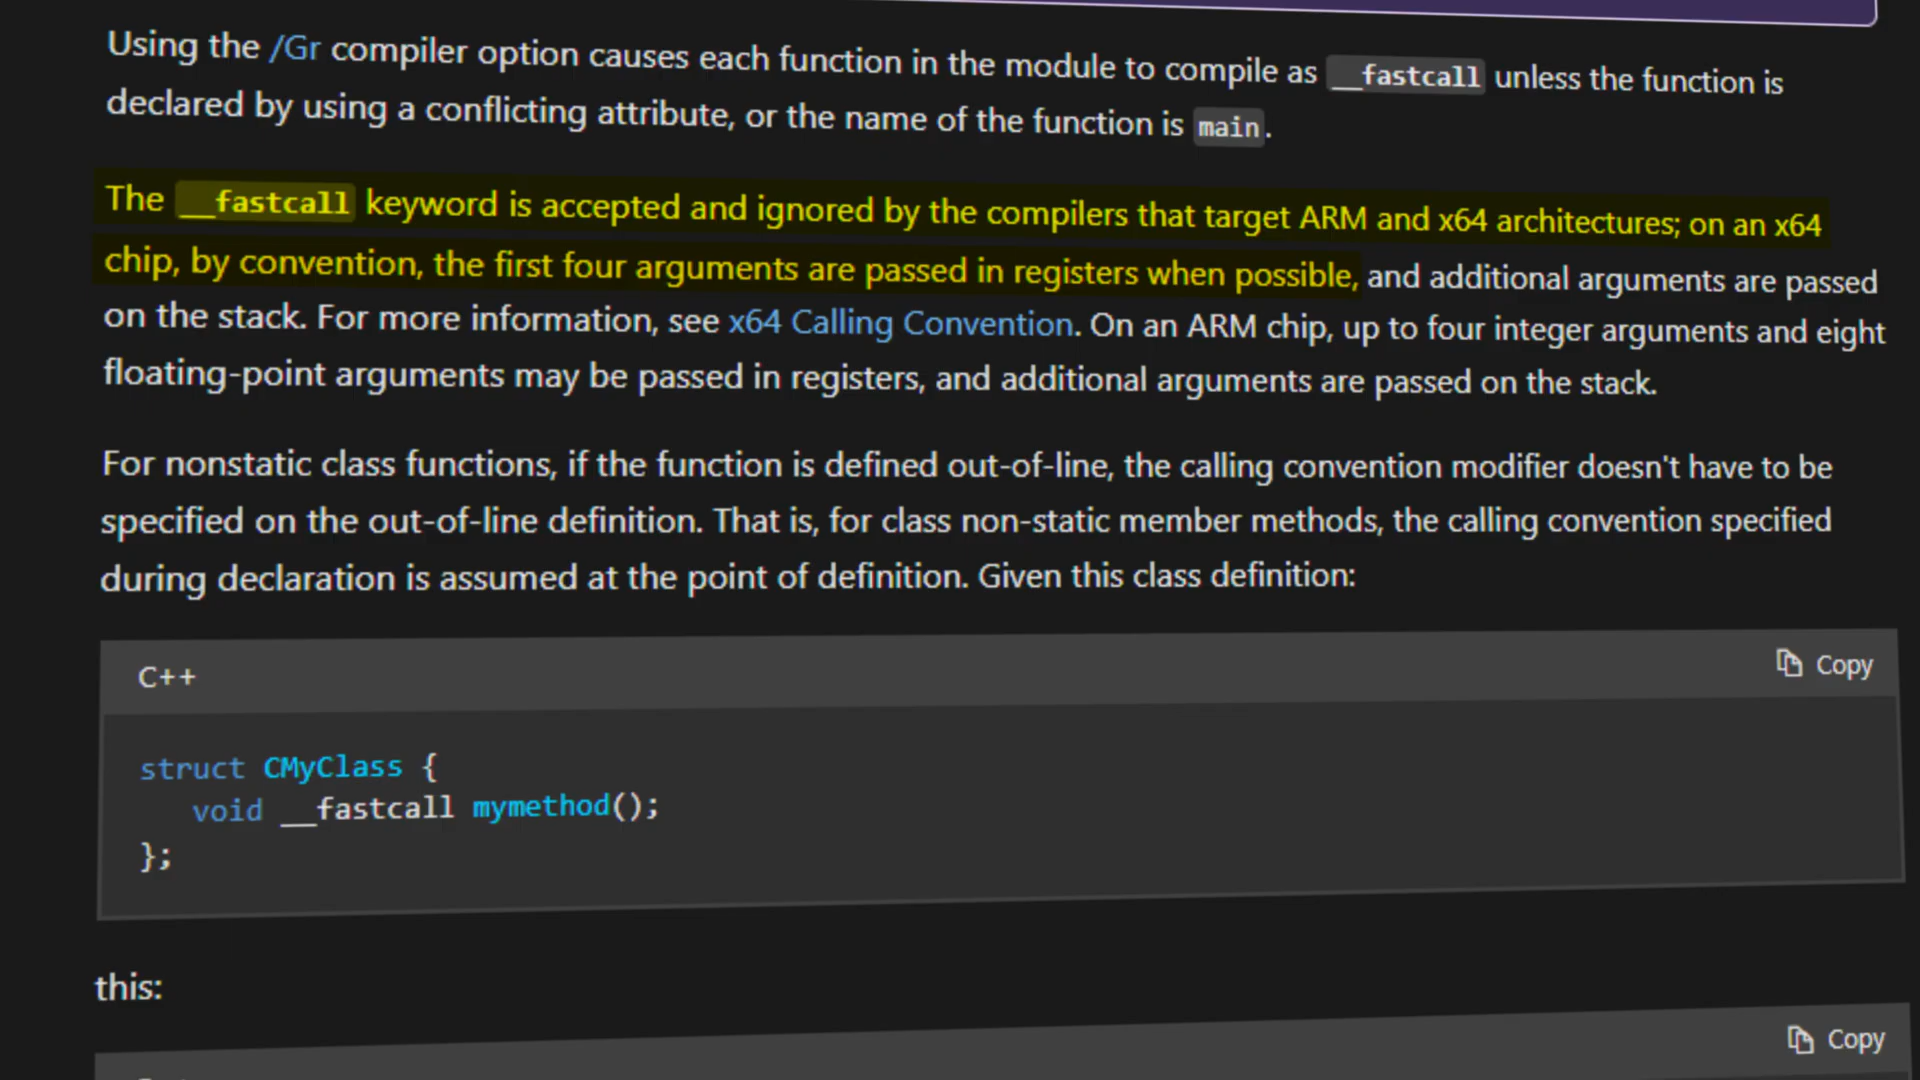 Using the /Gr compiler option causes each function in the module to compile as __fastcall unless the function is
declared by using a conflicting attribute, or the name of the function is main.
The __fastcall keyword is accepted and ignored by the compilers that target ARM and x64 architectures; on an x64
chip, by convention, the first four arguments are passed in registers when possible, and additional arguments are passed
on the stack. For more information, see x64 Calling Convention. On an ARM chip, up to four integer arguments and eight
floating-point arguments may be passed in registers, and additional arguments are passed on the stack.
For nonstatic class functions, if the function is defined out-of-line, the calling convention modifier doesn't have to be
specified on the out-of-line definition. That is, for class non-static member methods, the calling convention specified
during declaration is assumed at the point of definition. Given this class definition:
C++ Copy
struct CMyClass {
   void __fastcall mymethod();
};
this:
Copy